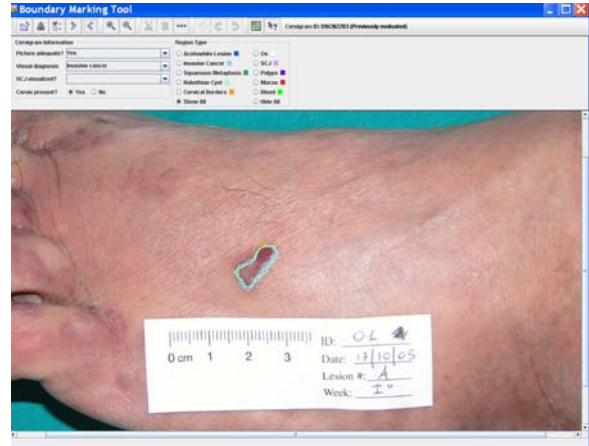 Boundary Marking Tool
Cervigram ID: DSCN2203 (Previously evaluated)
Cervigram Information
Picture adequate? Yes
Visual diagnosis Invasive cancer
SCJ visualized?
Cervix present? Yes No
Region Type
Acetowhite Lesion Os
Invasive Cancer SCJ
Squamous Metaplasia Polyps
Nabothian Cyst Mucus
Cervical Borders Blood
Show All Hide All
0 cm 1 2 3
ID: 01
Date: 17/10/05
Lesion #: A
Week: I